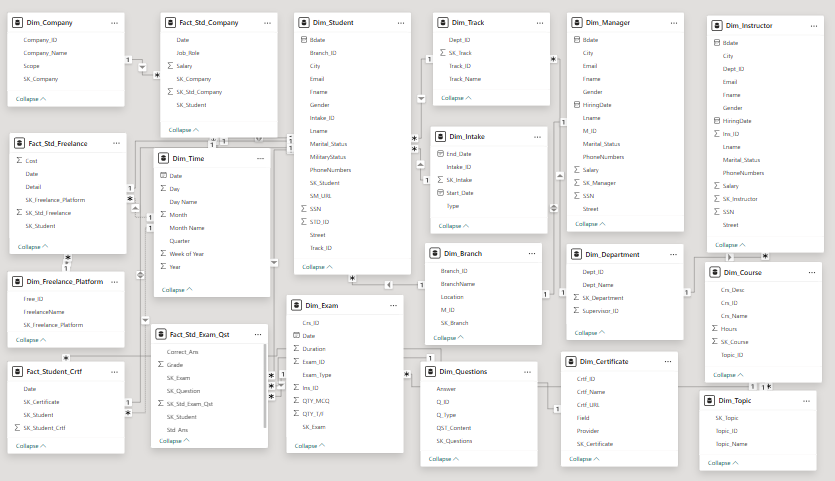 Dim_Company
Company_ID
Company_Name
Scope
SK_Company
Collapse
Fact_Std_Company
Date
Job_Role
Salary
SK_Company
SK_Std_Company
SK_Student
Collapse
Dim_Student
Bdate
Branch_ID
City
Email
Fname
Gender
Intake_ID
Lname
Marital_Status
MilitaryStatus
PhoneNumbers
SK_Student
SM_URL
SSN
STD_ID
Street
Track_ID
Collapse
Dim_Track
Dept_ID
SK_Track
Track_ID
Track_Name
Collapse
Dim_Manager
Bdate
City
Email
Fname
Gender
HiringDate
Lname
M_ID
Marital_Status
PhoneNumbers
Salary
SK_Manager
SSN
Street
Collapse
Dim_Instructor
Bdate
City
Dept_ID
Email
Fname
Gender
HiringDate
Ins_ID
Lname
Marital_Status
PhoneNumbers
Salary
SK_Instructor
SSN
Street
Collapse
Fact_Std_Freelance
Cost
Date
Detail
SK_Freelance_Platform
SK_Std_Freelance
SK_Student
Collapse
Dim_Time
Date
Day
Day Name
Month
Month Name
Quarter
Week of Year
Year
Collapse
Dim_Intake
End_Date
Intake_ID
SK_Intake
Start_Date
Type
Collapse
Dim_Branch
Branch_ID
BranchName
Location
M_ID
SK_Branch
Collapse
Dim_Department
Dept_ID
Dept_Name
SK_Department
Supervisor_ID
Collapse
Dim_Course
Crs_Desc
Crs_ID
Crs_Name
Hours
SK_Course
Topic_ID
Collapse
Dim_Freelance_Platform
Free_ID
FreelanceName
SK_Freelance_Platform
Collapse
Dim_Exam
Crs_ID
Date
Duration
Exam_ID
Exam_Type
Ins_ID
QTY_MCQ
QTY_T/F
SK_Exam
Collapse
Fact_Std_Exam_Qst
Correct_Ans
Grade
SK_Exam
SK_Question
SK_Std_Exam_Qst
SK_Student
Std_Ans
Collapse
Fact_Student_Crtf
Date
SK_Certificate
SK_Student
SK_Student_Crtf
Collapse
Dim_Questions
Answer
Q_ID
Q_Type
QST_Content
SK_Questions
Collapse
Dim_Certificate
Crtf_ID
Crtf_Name
Crtf_URL
Field
Provider
SK_Certificate
Collapse
Dim_Topic
SK_Topic
Topic_ID
Topic_Name
Collapse